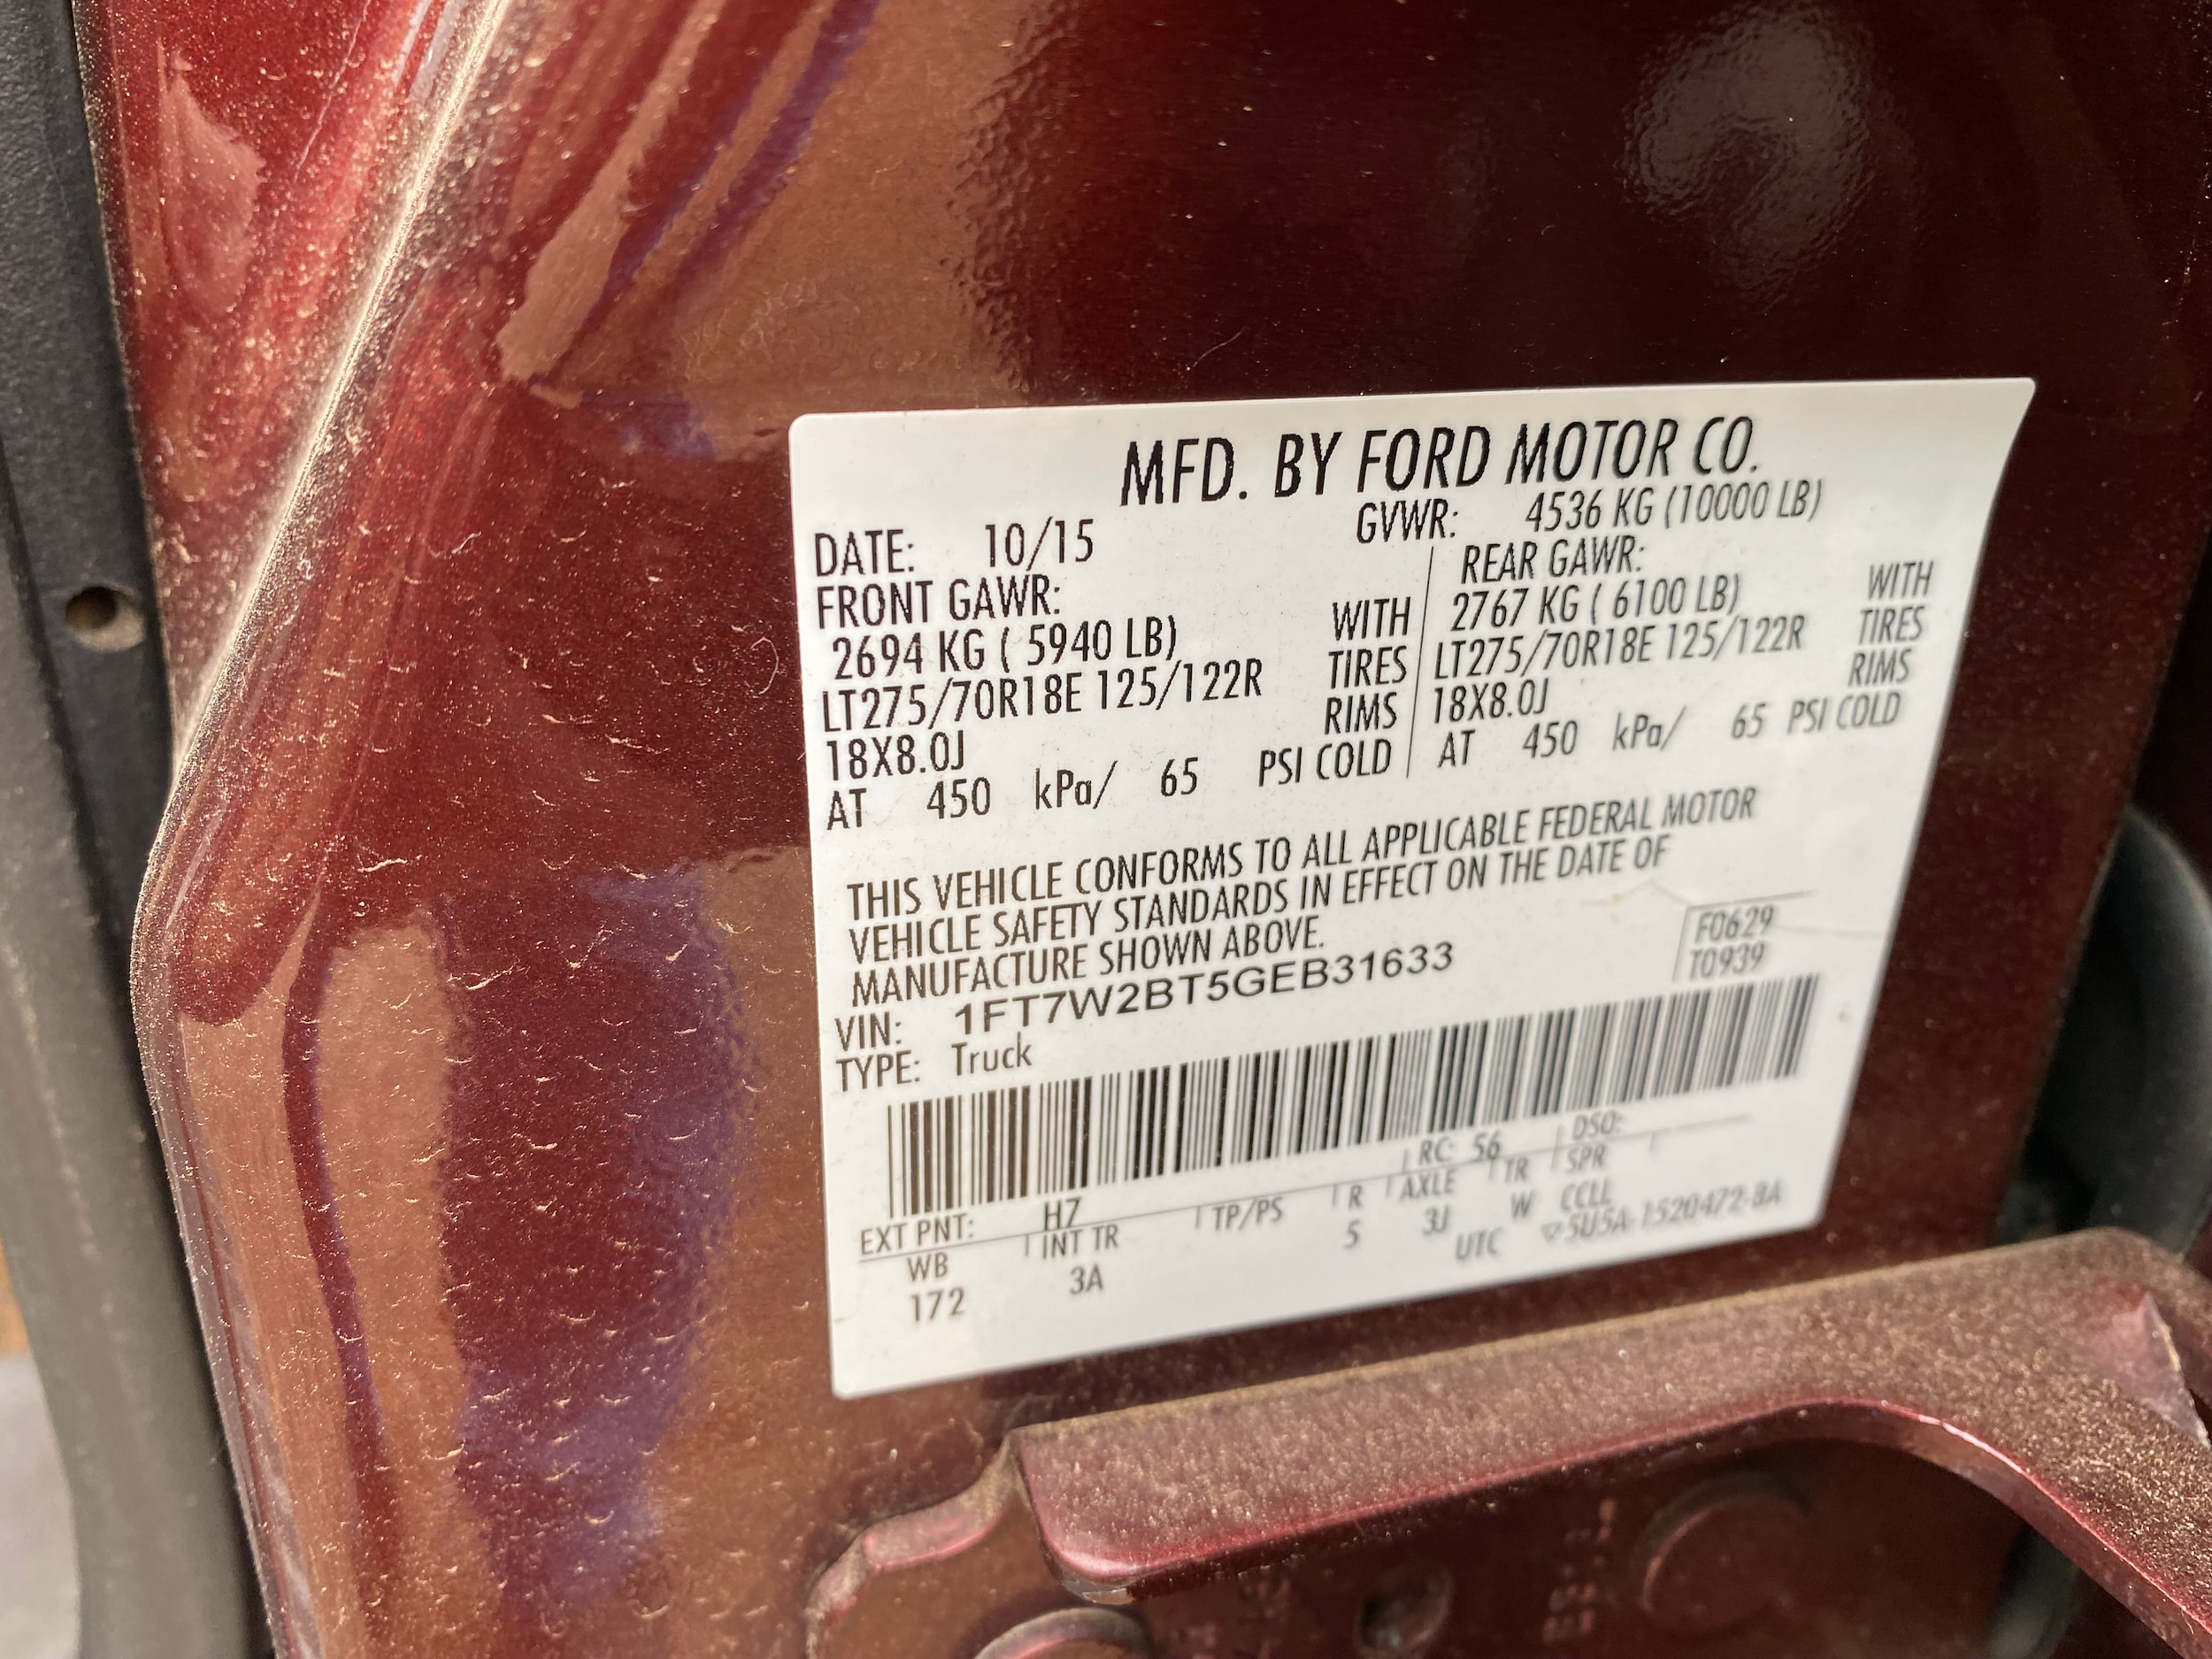 MFD. BY FORD MOTOR CO.
DATE: 10/15 GVWR: 4536 KG (10000 LB)
FRONT GAWR: REAR GAWR:
2694 KG ( 5940 LB) WITH 2767 KG ( 6100 LB) WITH
LT275/70R18E 125/122R TIRES LT275/70R18E 125/122R TIRES
18X8.0J RIMS 18X8.0J RIMS
AT 450 kPa/ 65 PSI COLD AT 450 kPa/ 65 PSI COLD
THIS VEHICLE CONFORMS TO ALL APPLICABLE FEDERAL MOTOR
VEHICLE SAFETY STANDARDS IN EFFECT ON THE DATE OF
MANUFACTURE SHOWN ABOVE.
F0629
T0939
VIN: 1FT7W2BT5GEB31633
TYPE: Truck
EXT PNT: H7 RC: 56 DSO:
WB INT TR TP/PS R AXLE TR SPR
172 3A 5 3J W CCLL
UTC ▽5U5A-1520472-BA